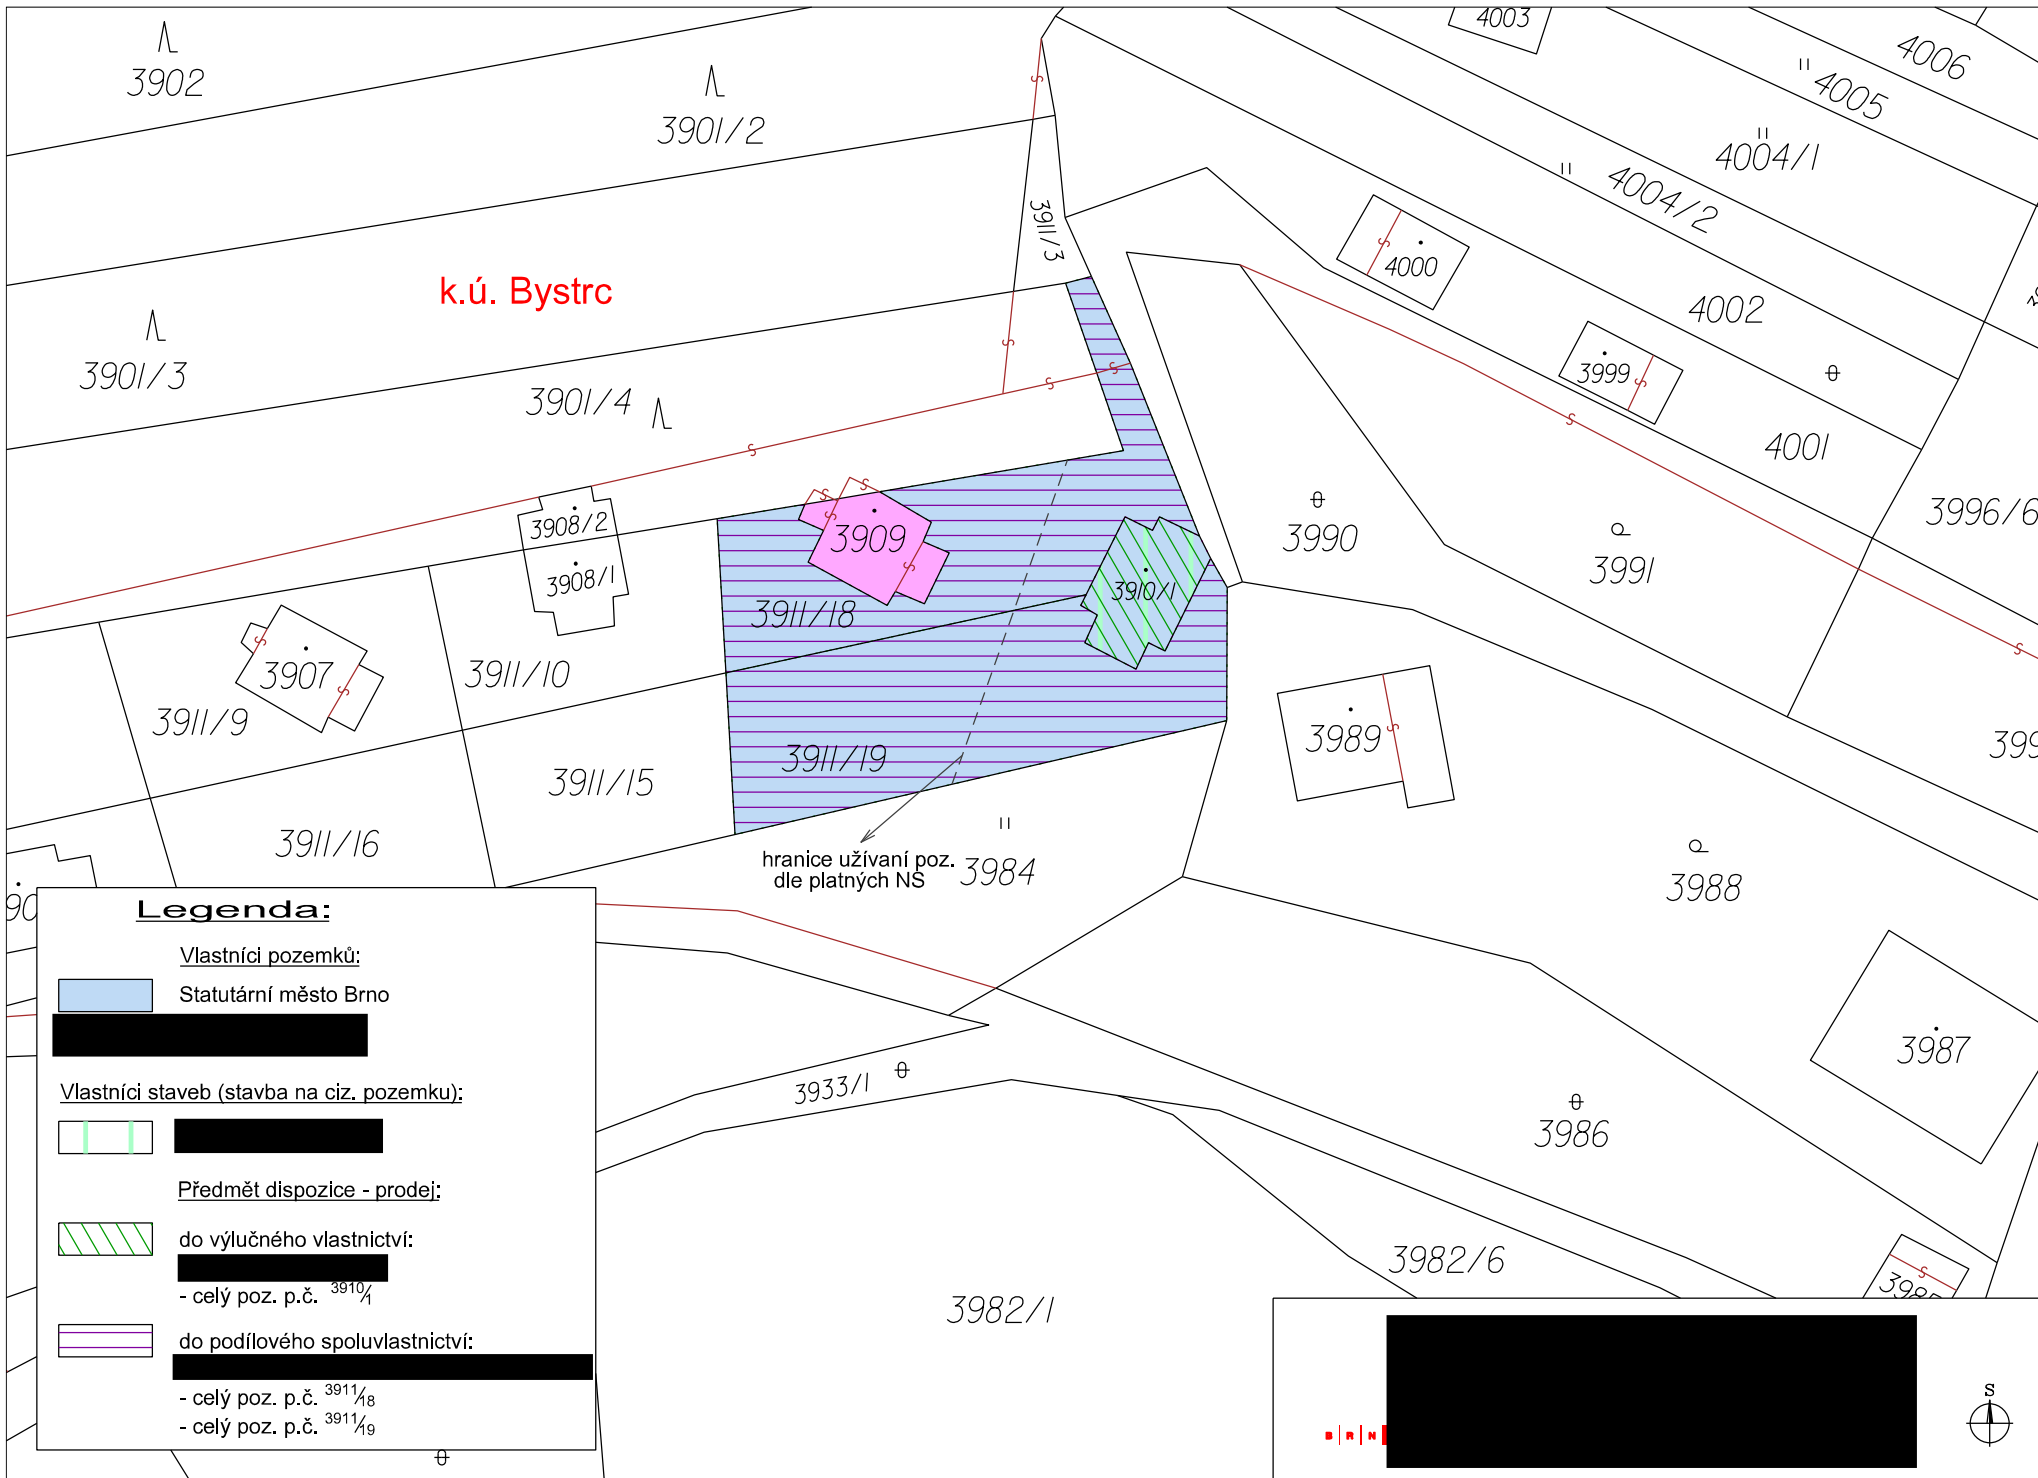 4003
4006
4005
3902
3901/2
4004/1
4004/2
3911/3
4000
k.ú. Bystrc
4002
3901/3
3999
3901/4
4001
3996/6
3908/2
3909
3990
3991
3908/1
3910/1
3911/18
3907
3911/10
3911/9
3989
3911/19
3911/15
3911/16
hranice užívaní poz.
dle platných NS
3984
3988
Legenda:
Vlastníci pozemků:
Statutární město Brno
3987
Vlastníci staveb (stavba na ciz. pozemku):
3933/1
3986
Předmět dispozice - prodej:
do výlučného vlastnictví:
- celý poz. p.č. 3910/1
3982/6
3982/1
do podílového spoluvlastnictví:
- celý poz. p.č. 3911/18
- celý poz. p.č. 3911/19
B R N
S